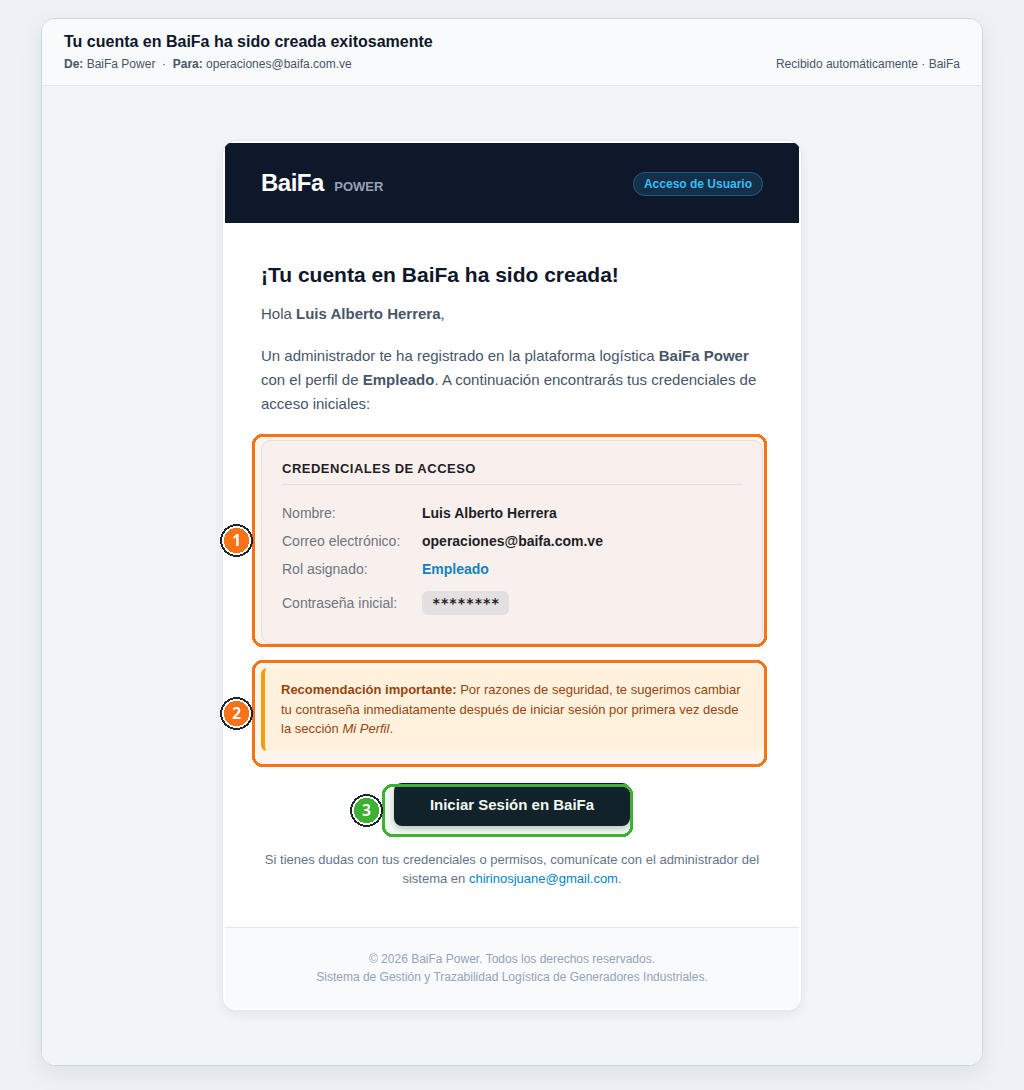 Tu cuenta en BaiFa ha sido creada exitosamente
De: BaiFa Power · Para: operaciones@baifa.com.ve
Recibido automáticamente · BaiFa
BaiFa POWER
Acceso de Usuario
¡Tu cuenta en BaiFa ha sido creada!
Hola Luis Alberto Herrera,
Un administrador te ha registrado en la plataforma logística BaiFa Power
con el perfil de Empleado. A continuación encontrarás tus credenciales de
acceso iniciales:
1
CREDENCIALES DE ACCESO
Nombre: Luis Alberto Herrera
Correo electrónico: operaciones@baifa.com.ve
Rol asignado: Empleado
Contraseña inicial: ********
2
Recomendación importante: Por razones de seguridad, te sugerimos cambiar
tu contraseña inmediatamente después de iniciar sesión por primera vez desde
la sección Mi Perfil.
3
Iniciar Sesión en BaiFa
Si tienes dudas con tus credenciales o permisos, comunícate con el administrador del
sistema en chirinosjuane@gmail.com.
© 2026 BaiFa Power. Todos los derechos reservados.
Sistema de Gestión y Trazabilidad Logística de Generadores Industriales.